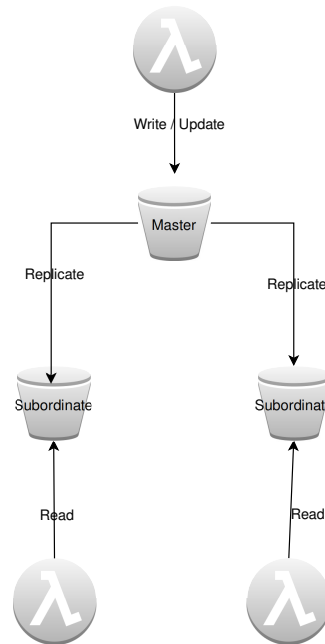 Write / Update
Master
Replicate
Replicate
Subordinate
Subordinat
Read
Read